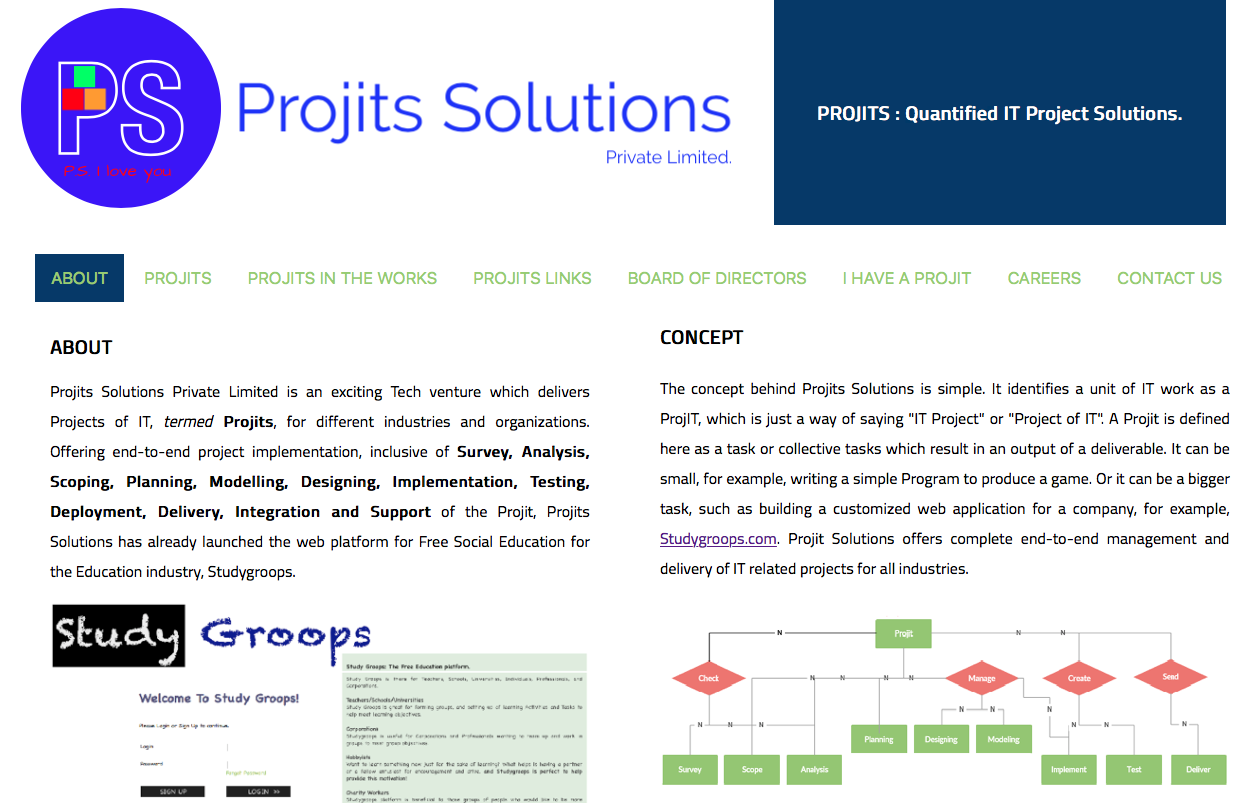 PS
P.S. I love you
Projits Solutions
Private Limited.
PROJITS : Quantified IT Project Solutions.
ABOUT PROJITS PROJITS IN THE WORKS PROJITS LINKS BOARD OF DIRECTORS I HAVE A PROJIT CAREERS CONTACT US
ABOUT
Projits Solutions Private Limited is an exciting Tech venture which delivers
Projects of IT, termed Projits, for different industries and organizations.
Offering end-to-end project implementation, inclusive of Survey, Analysis,
Scoping, Planning, Modelling, Designing, Implementation, Testing,
Deployment, Delivery, Integration and Support of the Projit, Projits
Solutions has already launched the web platform for Free Social Education for
the Education industry, Studygroops.
Study Groops
Welcome To Study Groops!
Please Login or Sign Up to continue.
Login
Password
Forgot Password
SIGN UP LOGIN >>
Study Groups: The Free Education platform.
Study Groups is there for Teachers, Schools, Universities, Individuals, Professionals, and
Corporations.
Teachers/Schools/Universities
Study Groups is great for forming groups, and setting up of learning Activities and Tasks to
help meet learning objectives.
Corporations
Studygroops is useful for Corporations and Professionals wanting to team up and work in
groups to meet group objectives.
Hobbyists
Want to learn something new just for the sake of learning? What helps is having a partner
or a fellow enthusiast for encouragement and drive, and Studygroops is perfect to help
provide this motivation!
Charity Workers
Studygroops platform is beneficial to those groups of people who would like to be more
CONCEPT
The concept behind Projits Solutions is simple. It identifies a unit of IT work as a
ProjIT, which is just a way of saying "IT Project" or "Project of IT". A Projit is defined
here as a task or collective tasks which result in an output of a deliverable. It can be
small, for example, writing a simple Program to produce a game. Or it can be a bigger
task, such as building a customized web application for a company, for example,
Studygroops.com. Projit Solutions offers complete end-to-end management and
delivery of IT related projects for all industries.
Projit
N N N
Check Manage Create Send
N N N N
N N N N N N N N N
Planning Designing Modeling
Survey Scope Analysis Implement Test Deliver